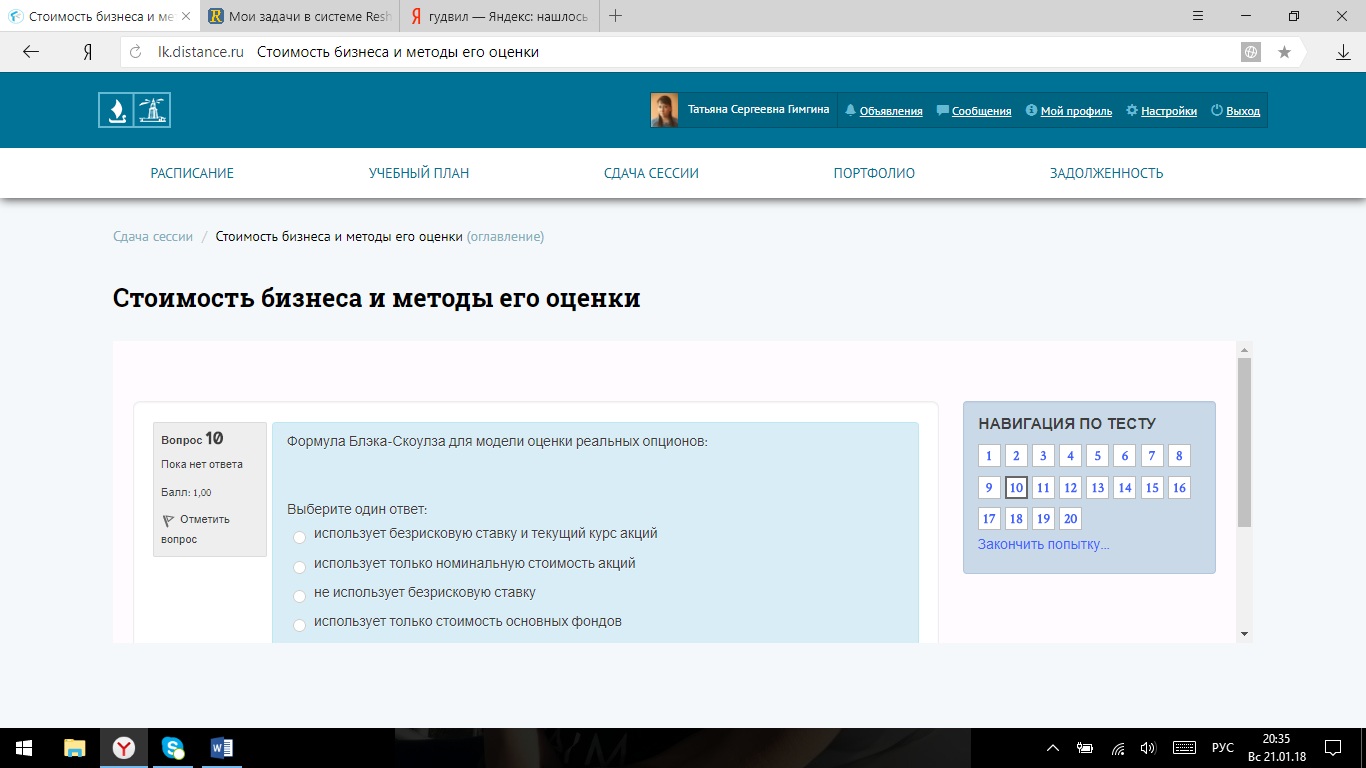 Стоимость бизнеса и ме
Мои задачи в системе Resh
гудвил — Яндекс: нашлось
lk.distance.ru Стоимость бизнеса и методы его оценки
Татьяна Сергеевна Гимгина Объявления Сообщения Мой профиль Настройки Выход
РАСПИСАНИЕ УЧЕБНЫЙ ПЛАН СДАЧА СЕССИИ ПОРТФОЛИО ЗАДОЛЖЕННОСТЬ
Сдача сессии / Стоимость бизнеса и методы его оценки (оглавление)
Стоимость бизнеса и методы его оценки
Вопрос 10
Пока нет ответа
Балл: 1,00
Отметить
вопрос
Формула Блэка-Скоулза для модели оценки реальных опционов:
Выберите один ответ:
использует безрисковую ставку и текущий курс акций
использует только номинальную стоимость акций
не использует безрисковую ставку
использует только стоимость основных фондов
НАВИГАЦИЯ ПО ТЕСТУ
1 2 3 4 5 6 7 8
9 10 11 12 13 14 15 16
17 18 19 20
Закончить попытку...
РУС
20:35
Вс 21.01.18